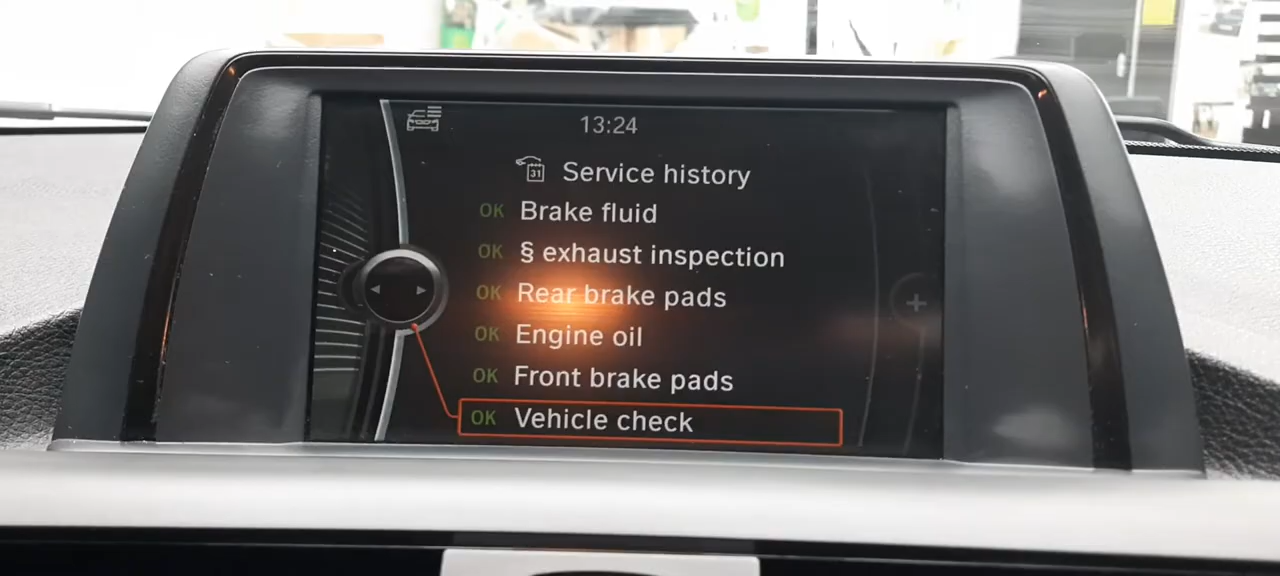 13:24
31 Service history
OK Brake fluid
OK § exhaust inspection
OK Rear brake pads
OK Engine oil
OK Front brake pads
OK Vehicle check